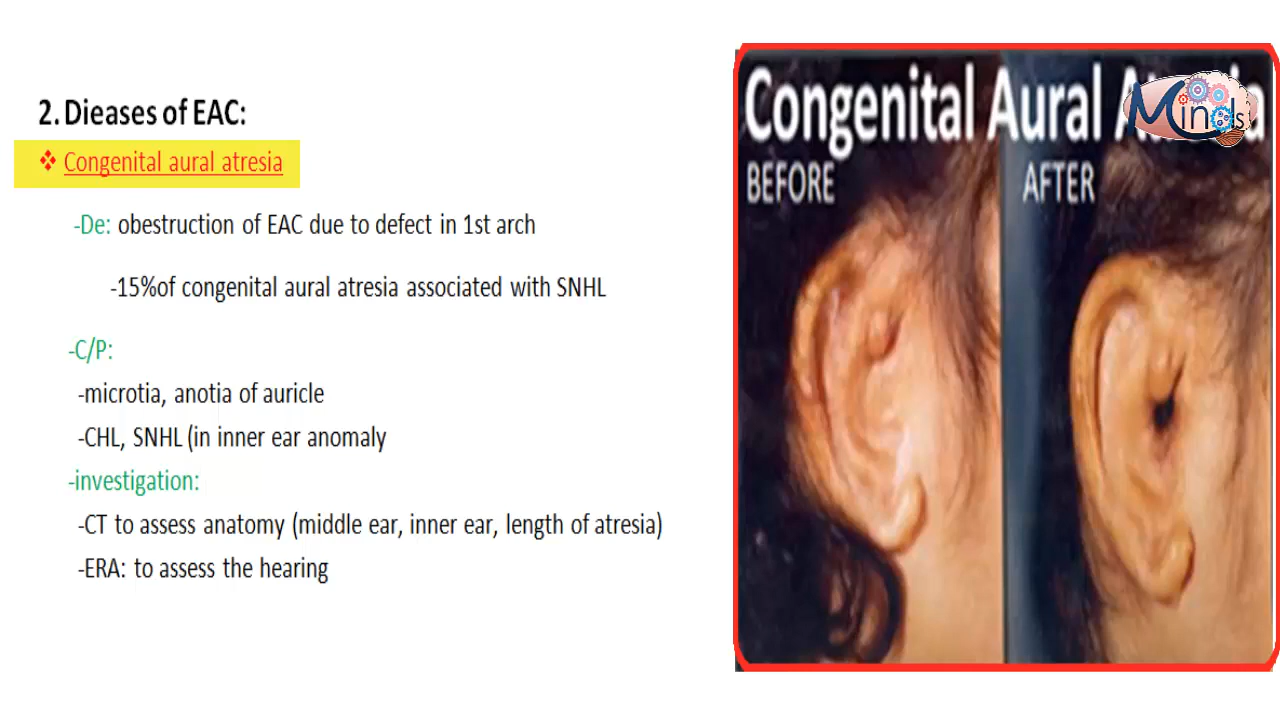 2. Dieases of EAC:
❖ Congenital aural atresia
-De: obestruction of EAC due to defect in 1st arch
-15%of congenital aural atresia associated with SNHL
-C/P:
-microtia, anotia of auricle
-CHL, SNHL (in inner ear anomaly
-investigation:
-CT to assess anatomy (middle ear, inner ear, length of atresia)
-ERA: to assess the hearing
Congenital Aural
BEFORE
AFTER
Minds